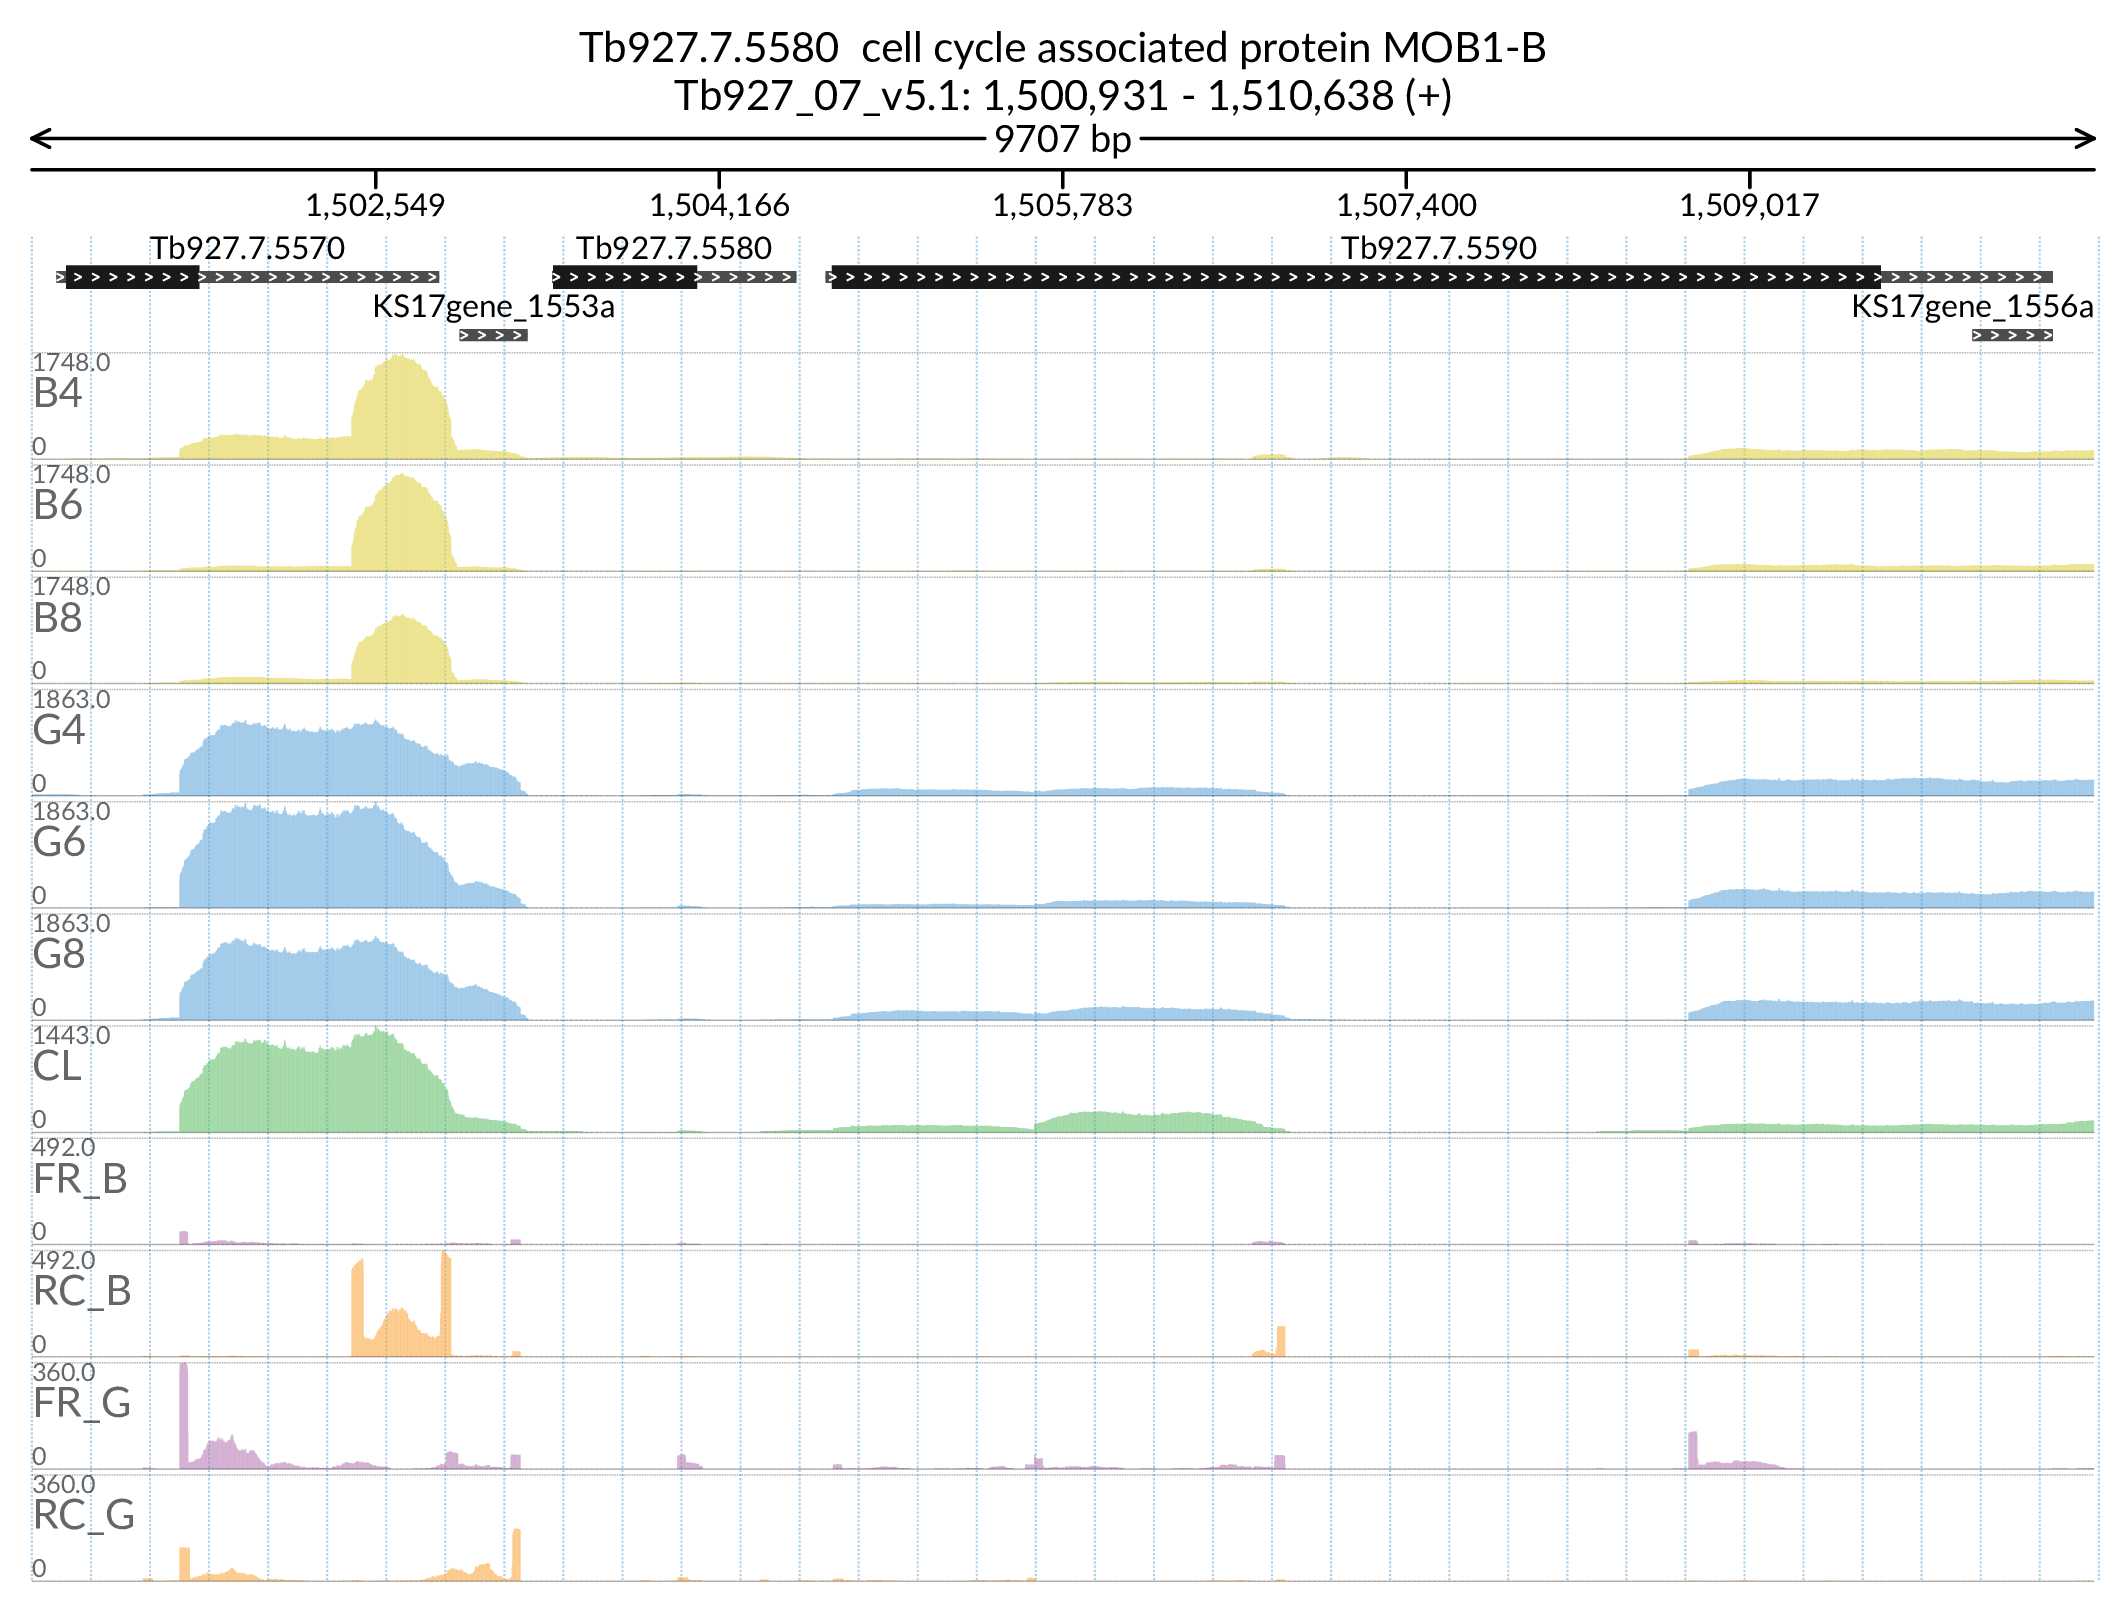 Tb927.7.5580  cell cycle associated protein MOB1-B
Tb927_07_v5.1: 1,500,931 - 1,510,638 (+)
9707 bp
1,502,549 1,504,166 1,505,783 1,507,400 1,509,017
Tb927.7.5570 Tb927.7.5580 Tb927.7.5590
KS17gene_1553a KS17gene_1556a
1748.0
B4
0
1748.0
B6
0
1748.0
B8
0
1863.0
G4
0
1863.0
G6
0
1863.0
G8
0
1443.0
CL
0
492.0
FR_B
0
492.0
RC_B
0
360.0
FR_G
0
360.0
RC_G
0